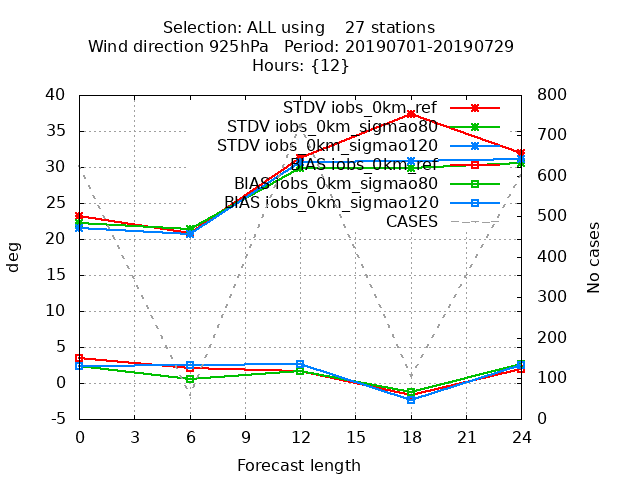 Selection: ALL using    27 stations
Wind direction 925hPa   Period: 20190701-20190729
Hours: {12}
STDV iobs_0km_ref
STDV iobs_0km_sigmao80
STDV iobs_0km_sigmao120
BIAS iobs_0km_ref
BIAS iobs_0km_sigmao80
BIAS iobs_0km_sigmao120
CASES
40
35
30
25
20
15
10
5
0
-5
deg
800
700
600
500
400
300
200
100
0
No cases
0 3 6 9 12 15 18 21 24
Forecast length